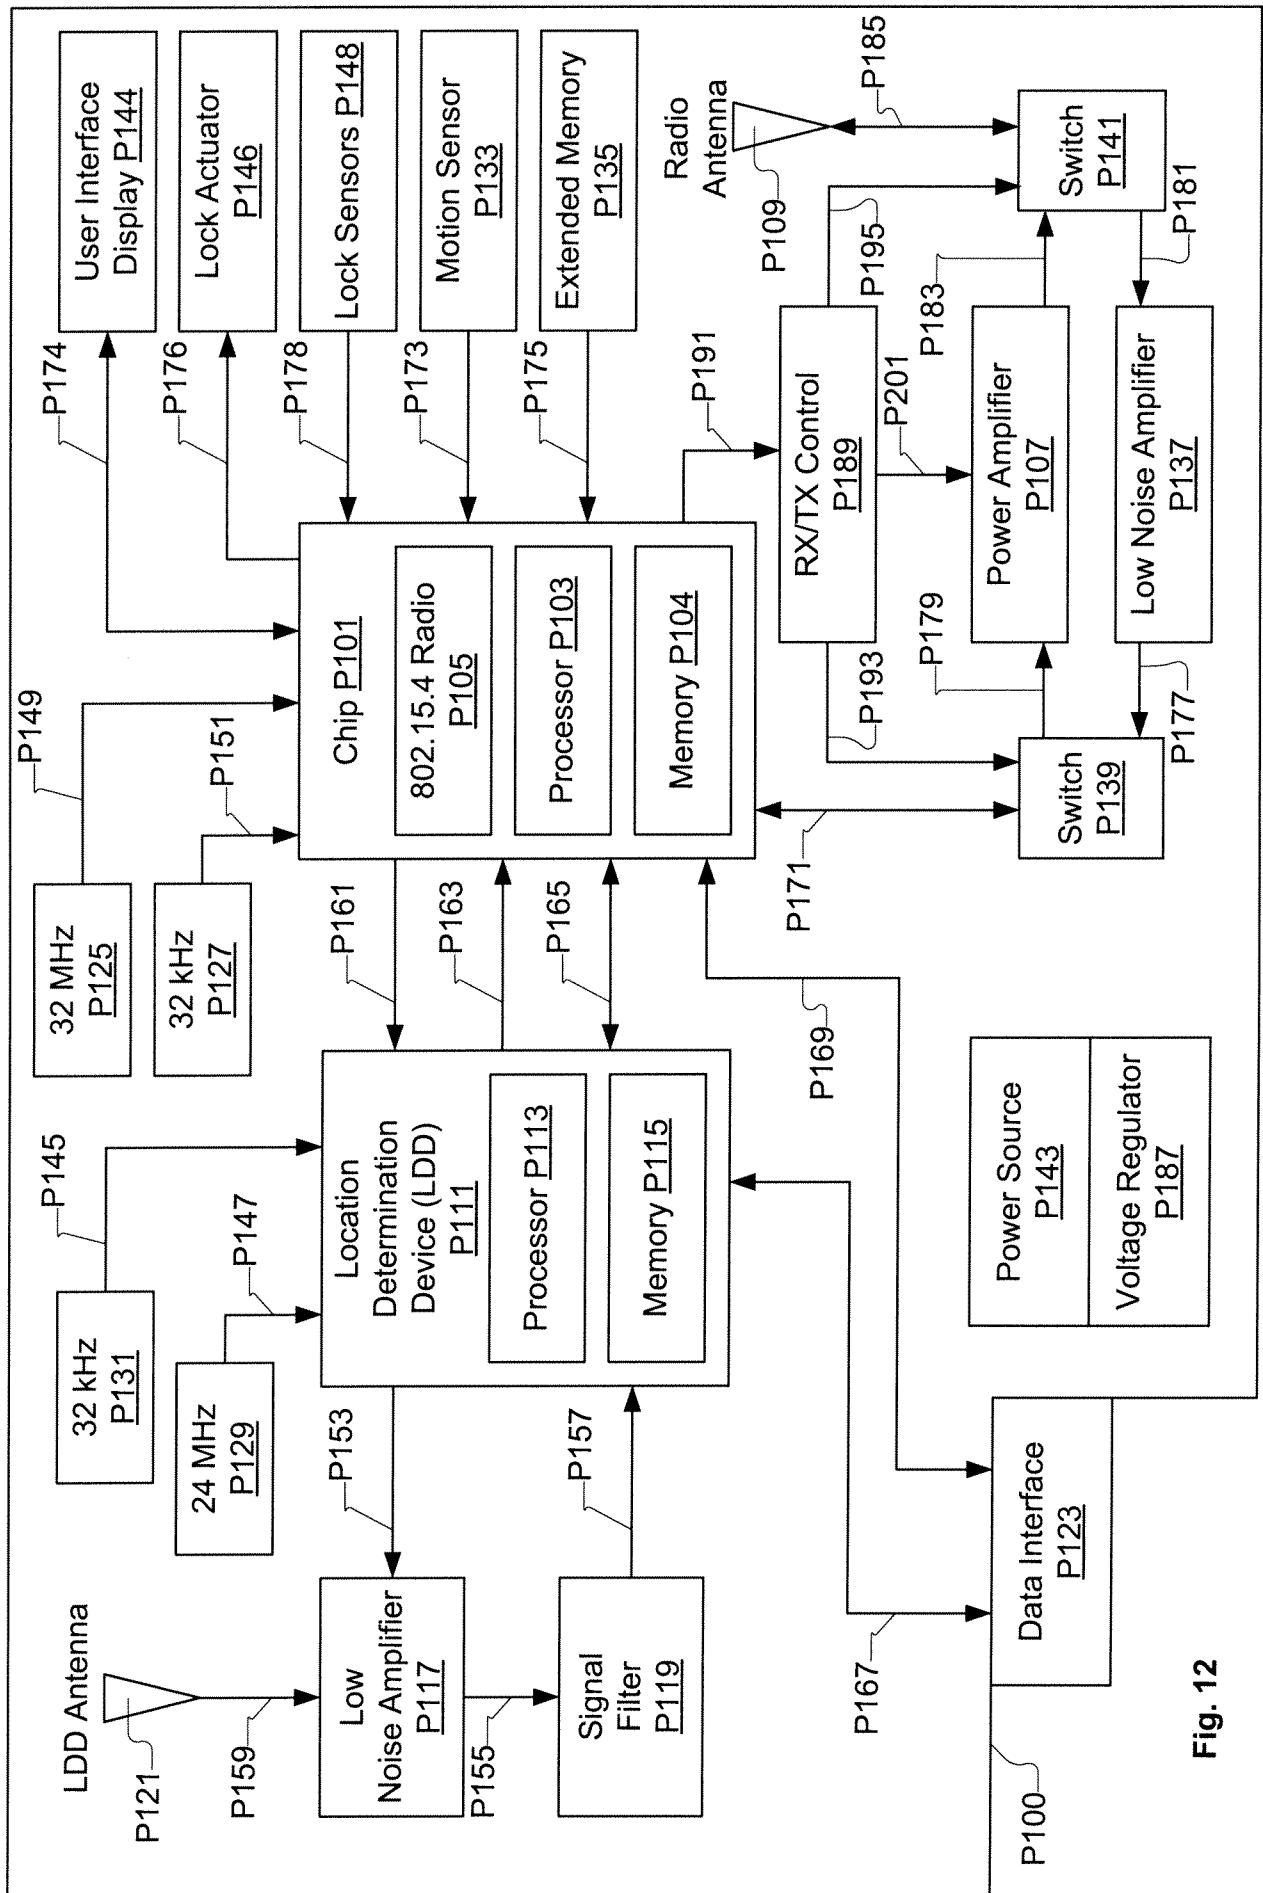 LDD Antenna
P121
P159
Low
Noise Amplifier
P117
P155
Signal
Filter
P119
P153
P157
32 kHz
P131
24 MHz
P129
P145
P147
Location
Determination
Device (LDD)
P111
Processor P113
Memory P115
P161
P163
P165
32 MHz
P125
32 kHz
P127
P149
P151
Chip P101
802.15.4 Radio
P105
Processor P103
Memory P104
P174
P176
P178
P173
P175
User Interface
Display P144
Lock Actuator
P146
Lock Sensors P148
Motion Sensor
P133
Extended Memory
P135
P191
RX/TX Control
P189
P193
P195
P201
Radio
Antenna
P109
P185
Switch
P141
P183
P181
Power Amplifier
P107
Low Noise Amplifier
P137
P179
P177
Switch
P139
P171
P169
P167
Data Interface
P123
Power Source
P143
Voltage Regulator
P187
P100
Fig. 12